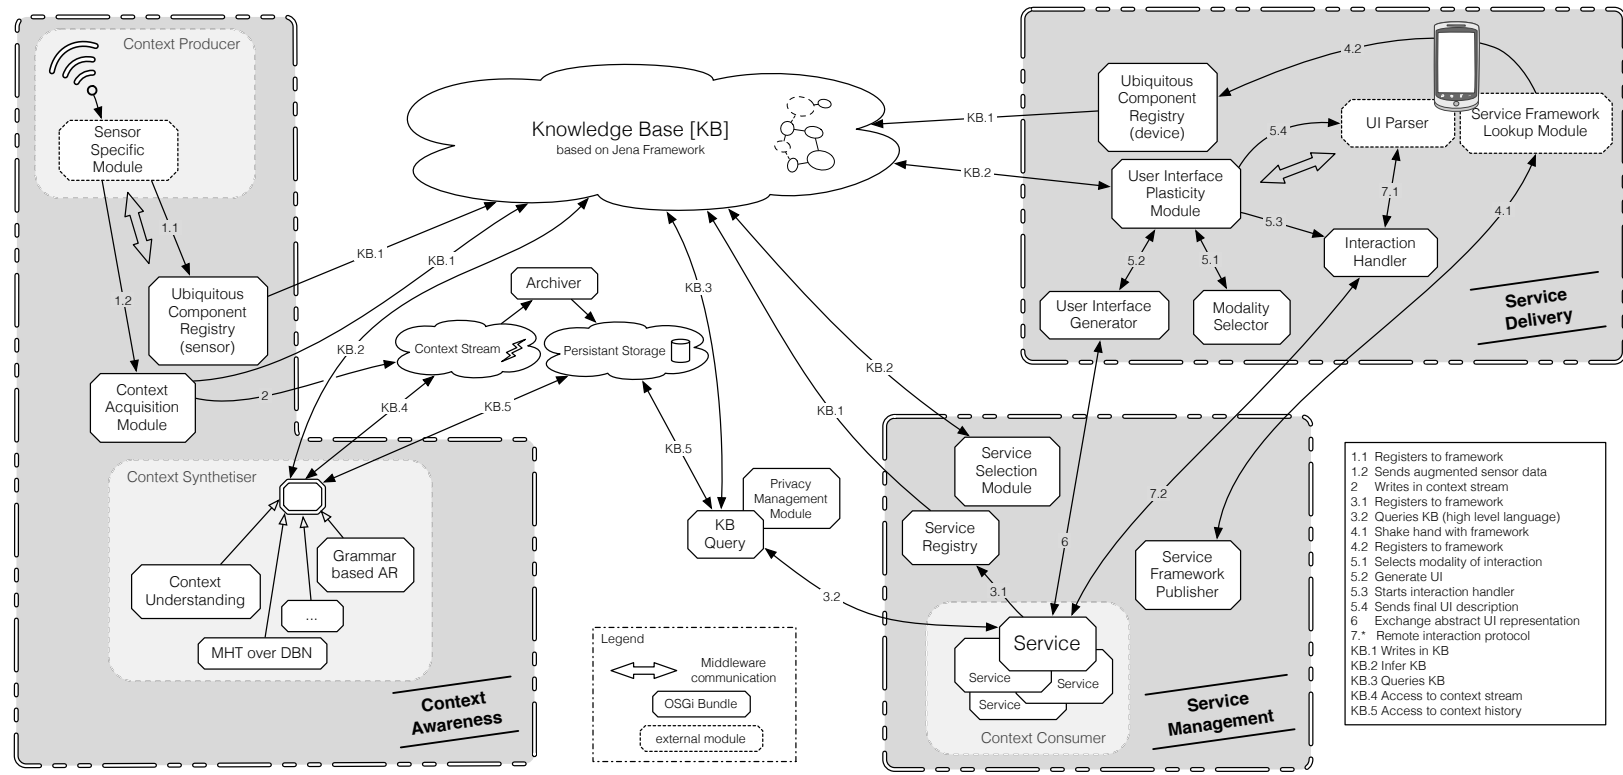 Context Producer
Sensor
Specific
Module
1.1
1.2
Ubiquitous
Component
Registry
(sensor)
Context
Acquisition
Module
2
KB.1
KB.1
KB.2
Knowledge Base [KB]
based on Jena Framework
Archiver
Context Stream
Persistant Storage
KB.4
KB.5
KB.5
KB.3
KB.1
KB.2
KB.1
KB.2
Context Synthetiser
Context
Understanding
Grammar
based AR
...
MHT over DBN
Context
Awareness
Privacy
Management
Module
KB
Query
3.2
Legend
Middleware
communication
OSGi Bundle
external module
Ubiquitous
Component
Registry
(device)
4.2
UI Parser
Service Framework
Lookup Module
5.4
User Interface
Plasticity
Module
7.1
4.1
5.3
Interaction
Handler
5.2
5.1
User Interface
Generator
Modality
Selector
Service
Delivery
Service
Selection
Module
Service
Registry
6
7.2
Service
Framework
Publisher
3.1
Service
Service
Service
Service
Context Consumer
Service
Management
1.1 Registers to framework
1.2 Sends augmented sensor data
2 Writes in context stream
3.1 Registers to framework
3.2 Queries KB (high level language)
4.1 Shake hand with framework
4.2 Registers to framework
5.1 Selects modality of interaction
5.2 Generate UI
5.3 Starts interaction handler
5.4 Sends final UI description
6 Exchange abstract UI representation
7.* Remote interaction protocol
KB.1 Writes in KB
KB.2 Infer KB
KB.3 Queries KB
KB.4 Access to context stream
KB.5 Access to context history